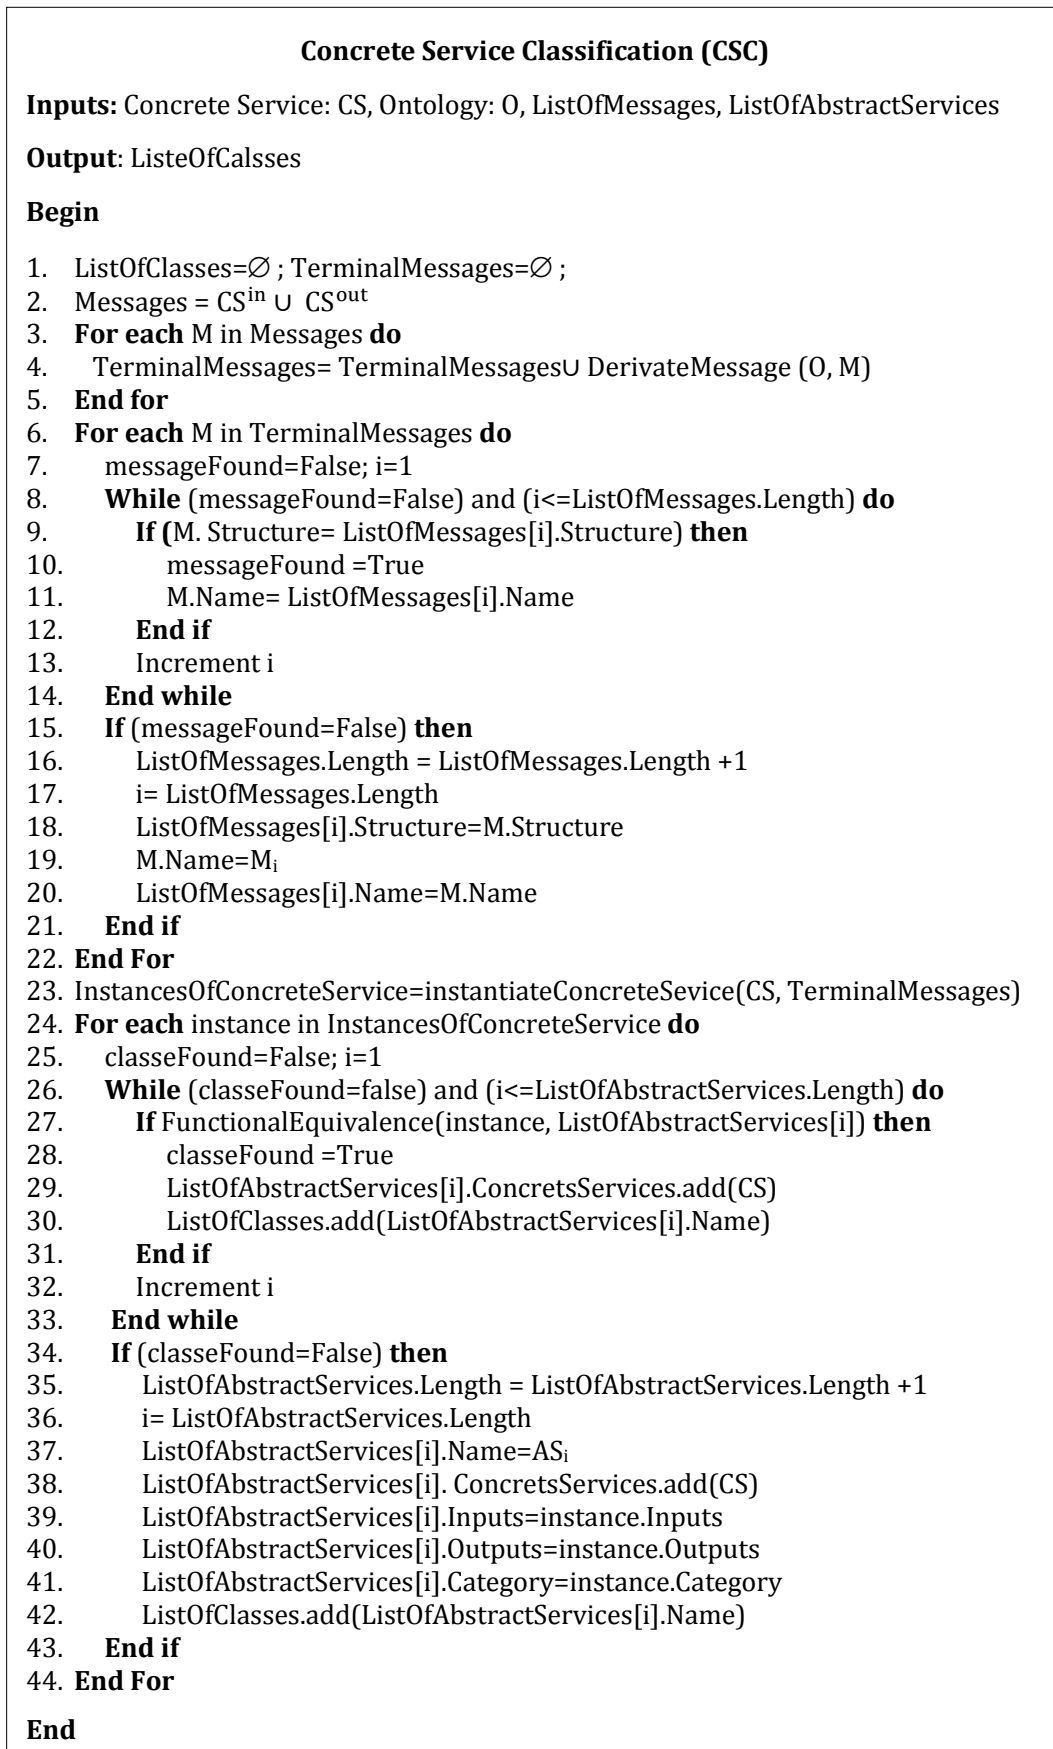 Concrete Service Classification (CSC)
Inputs: Concrete Service: CS, Ontology: O, ListOfMessages, ListOfAbstractServices
Output: ListeOfCalsses
Begin
1. ListOfClasses=∅ ; TerminalMessages=∅ ;
2. Messages = CSⁱⁿ ∪ CSᵒᵘᵗ
3. For each M in Messages do
4. TerminalMessages= TerminalMessages∪ DerivateMessage (O, M)
5. End for
6. For each M in TerminalMessages do
7. messageFound=False; i=1
8. While (messageFound=False) and (i<=ListOfMessages.Length) do
9. If (M. Structure= ListOfMessages[i].Structure) then
10. messageFound =True
11. M.Name= ListOfMessages[i].Name
12. End if
13. Increment i
14. End while
15. If (messageFound=False) then
16. ListOfMessages.Length = ListOfMessages.Length +1
17. i= ListOfMessages.Length
18. ListOfMessages[i].Structure=M.Structure
19. M.Name=Mᵢ
20. ListOfMessages[i].Name=M.Name
21. End if
22. End For
23. InstancesOfConcreteService=instantiateConcreteSevice(CS, TerminalMessages)
24. For each instance in InstancesOfConcreteService do
25. classeFound=False; i=1
26. While (classeFound=false) and (i<=ListOfAbstractServices.Length) do
27. If FunctionalEquivalence(instance, ListOfAbstractServices[i]) then
28. classeFound =True
29. ListOfAbstractServices[i].ConcretsServices.add(CS)
30. ListOfClasses.add(ListOfAbstractServices[i].Name)
31. End if
32. Increment i
33. End while
34. If (classeFound=False) then
35. ListOfAbstractServices.Length = ListOfAbstractServices.Length +1
36. i= ListOfAbstractServices.Length
37. ListOfAbstractServices[i].Name=ASᵢ
38. ListOfAbstractServices[i]. ConcretsServices.add(CS)
39. ListOfAbstractServices[i].Inputs=instance.Inputs
40. ListOfAbstractServices[i].Outputs=instance.Outputs
41. ListOfAbstractServices[i].Category=instance.Category
42. ListOfClasses.add(ListOfAbstractServices[i].Name)
43. End if
44. End For
End